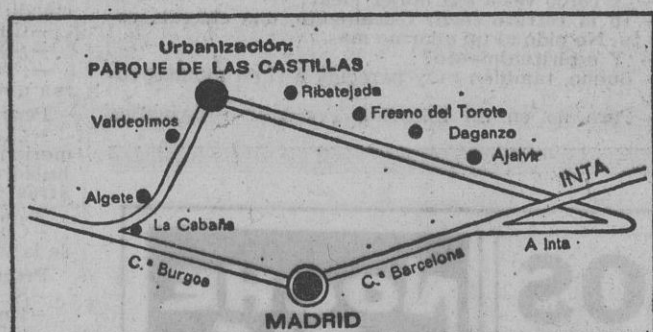 Urbanización:
PARQUE DE LAS CASTILLAS
Ribatejada
Fresno del Torote
Valdeolmos
Daganzo
Ajalvir
INTA
Algete
La Cabaña
A Inta
C.ª Burgos
C.ª Barcelona
MADRID
OS